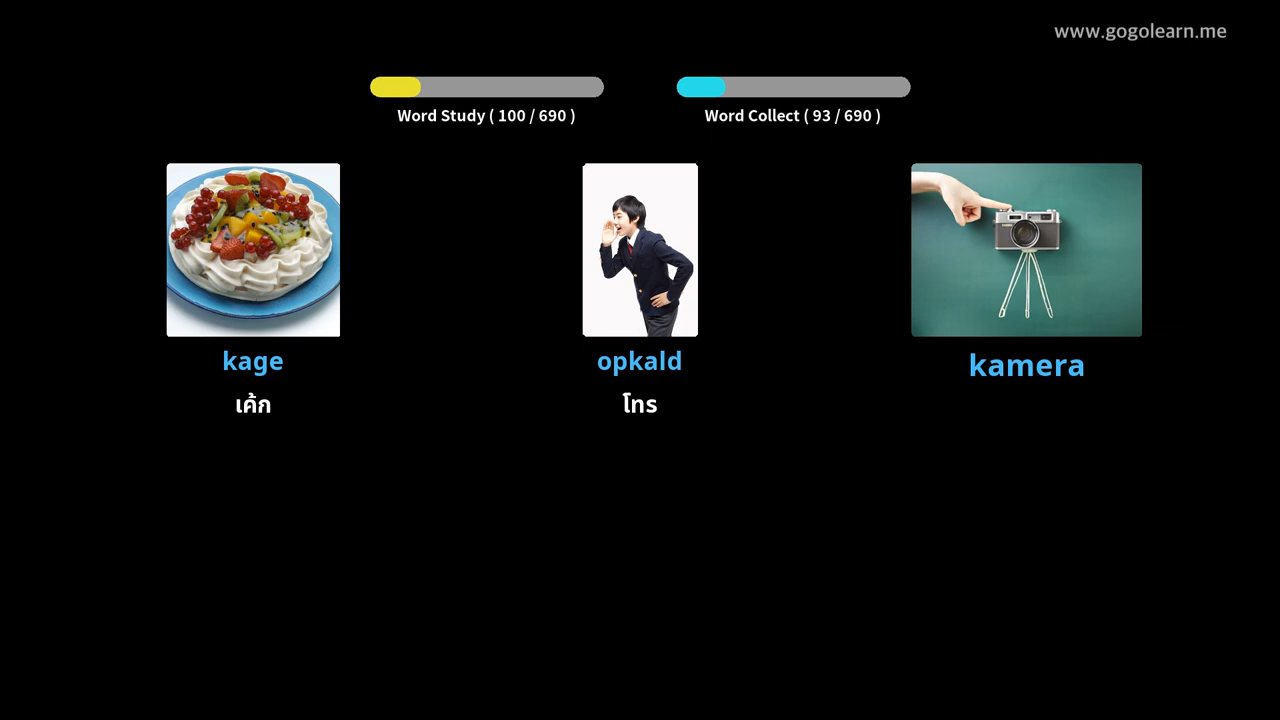 www.gogolearn.me
Word Study ( 100 / 690 )
Word Collect ( 93 / 690 )
kage
opkald
kamera
เค้ก
โทร